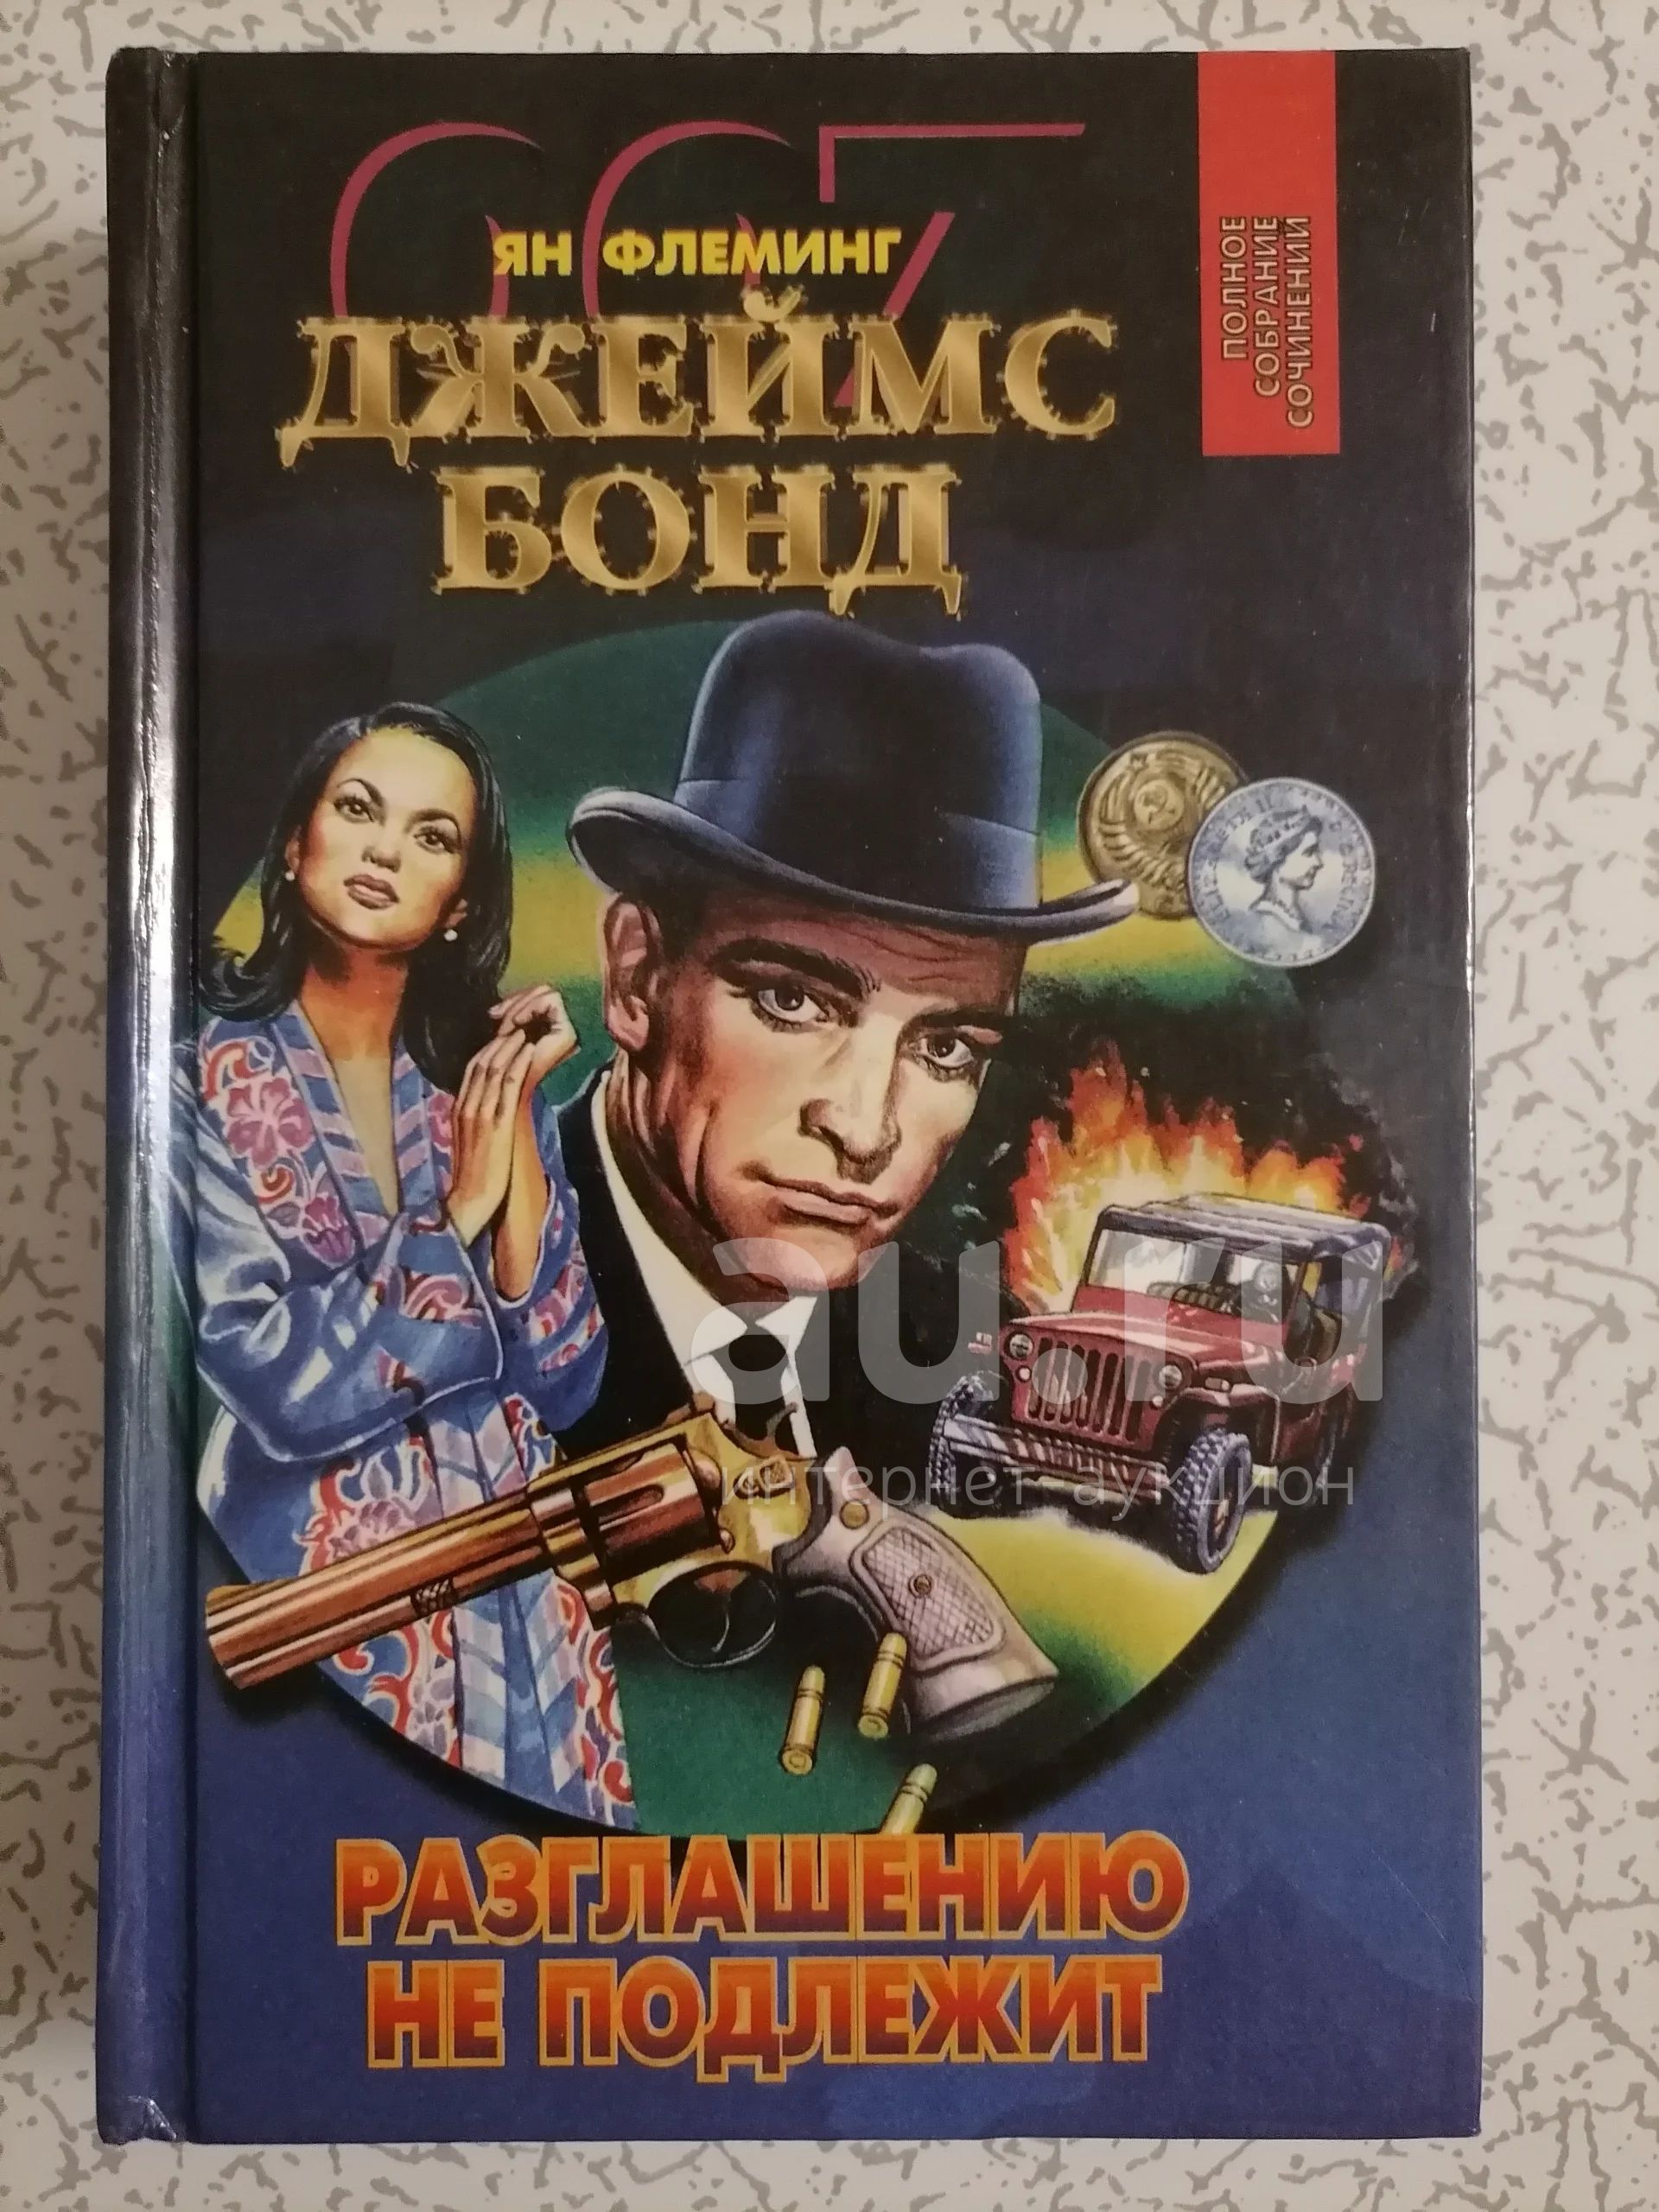 007
ЯН ФЛЕМИНГ
ДЖЕЙМС
БОНД
ПОЛНОЕ
СОБРАНИЕ
СОЧИНЕНИЙ
au.ru
интернет-аукцион
РАЗГЛАШЕНИЮ
НЕ ПОДЛЕЖИТ